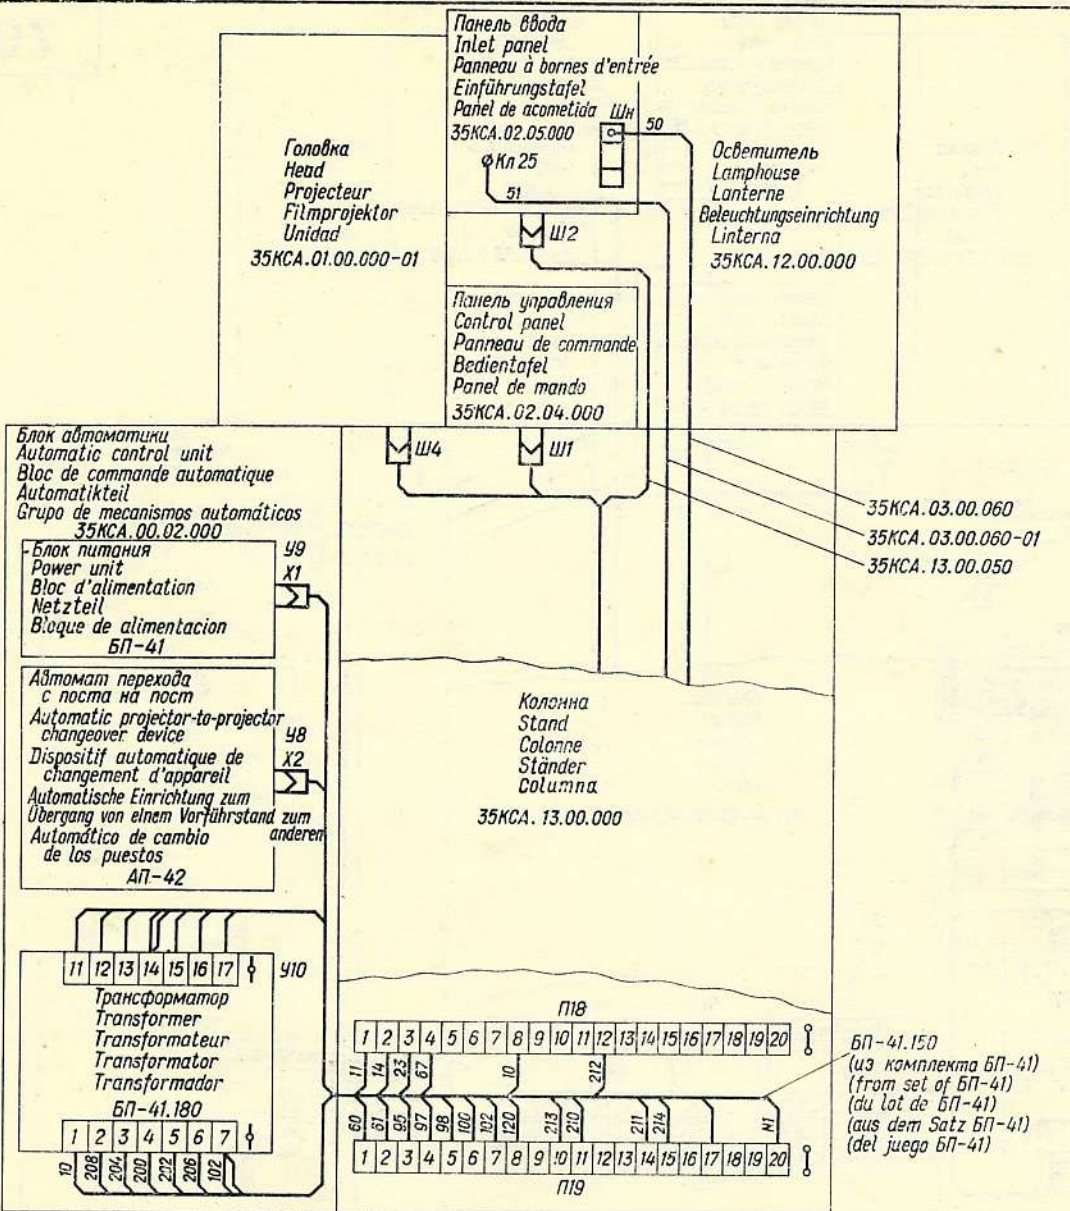 Панель ввода
Inlet panel
Panneau à bornes d'entrée
Einführungstafel
Panel de acometida
35КСА.02.05.000
Шн
50
Кл 25
51
Головка
Head
Projecteur
Filmprojektor
Unidad
35КСА.01.00.000-01
Осветитель
Lamphouse
Lanterne
Beleuchtungseinrichtung
Linterna
35КСА.12.00.000
Ш2
Панель управления
Control panel
Panneau de commande
Bedientafel
Panel de mando
35КСА.02.04.000
Ш4
Ш1
Блок автоматики
Automatic control unit
Bloc de commande automatique
Automatikteil
Grupo de mecanismos automáticos
35КСА.00.02.000
35КСА.03.00.060
35КСА.03.00.060-01
35КСА.13.00.050
Блок питания
Power unit
Bloc d'alimentation
Netzteil
Bloque de alimentacion
БП-41
У9
Х1
Автомат перехода
с поста на пост
Automatic projector-to-projector
changeover device
Dispositif automatique de
changement d'appareil
Automatische Einrichtung zum
Übergang von einem Vorführstand zum
anderen
Automático de cambio
de los puestos
АП-42
У8
Х2
Колонна
Stand
Colonne
Ständer
Columna
35КСА.13.00.000
11 12 13 14 15 16 17
У10
Трансформатор
Transformer
Transformateur
Transformator
Transformador
БП-41.180
1 2 3 4 5 6 7
10 208 204 200 202 206 102
П18
1 2 3 4 5 6 7 8 9 10 11 12 13 14 15 16 17 18 19 20
11 14 23 67 10 212
60 61 95 97 98 100 102 120 213 210 211 214 N1
1 2 3 4 5 6 7 8 9 10 11 12 13 14 15 16 17 18 19 20
П19
БП-41.150
(из комплекта БП-41)
(from set of БП-41)
(du lot de БП-41)
(aus dem Satz БП-41)
(del juego БП-41)